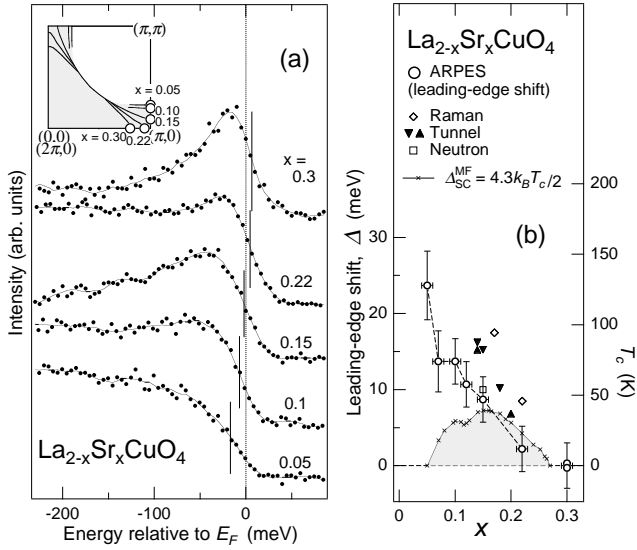 (π,π)
(a)
x = 0.05
0.10
0.15
(0.0)
x = 0.30
0.22
(π,0)
(2π,0)
x =
0.3
0.22
0.15
0.1
0.05
La2-xSrxCuO4
Intensity (arb. units)
-200
-100
0
Energy relative to EF (meV)
La2-xSrxCuO4
ARPES
(leading-edge shift)
Raman
Tunnel
Neutron
Δ_SC^MF = 4.3kBTc/2
(b)
Leading-edge shift, Δ (meV)
30
20
10
0
200
150
100
50
0
Tc (K)
0
0.1
0.2
0.3
x